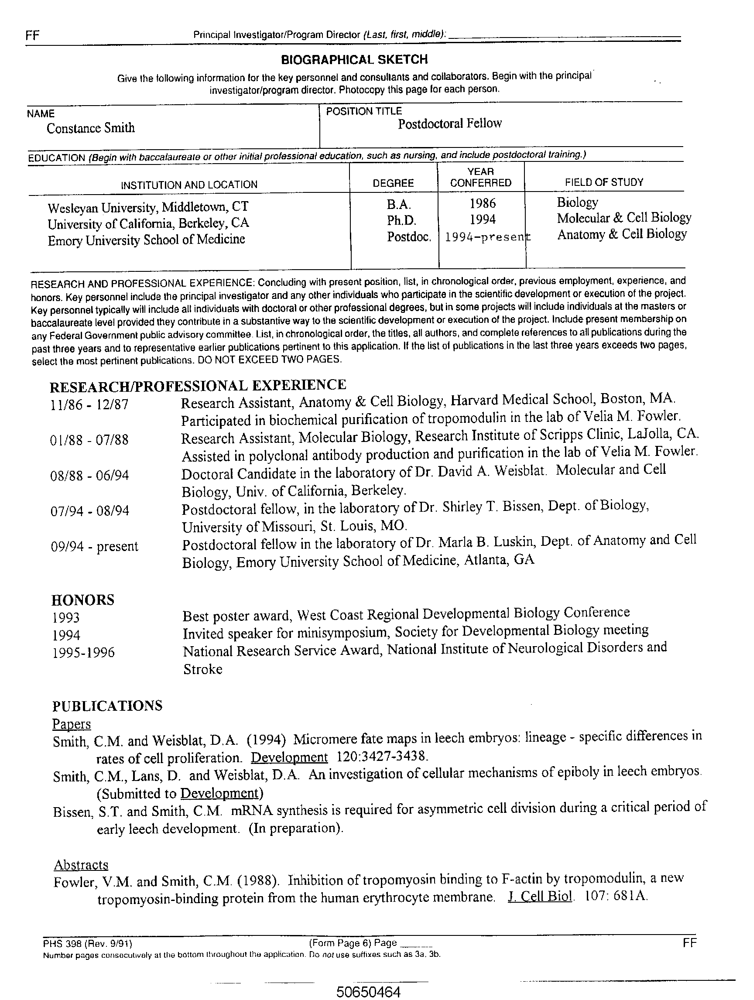 FF
Principal Investigator/Program Director (Last, first, middle):
BIOGRAPHICAL SKETCH
Give the following information for the key personnel and consultants and collaborators. Begin with the principal
investigator/program director. Photocopy this page for each person.
NAME
Constance Smith
POSITION TITLE
Postdoctoral Fellow
EDUCATION (Begin with baccalaureate or other initial professional education, such as nursing, and include postdoctoral training.)
INSTITUTION AND LOCATION DEGREE YEAR CONFERRED FIELD OF STUDY
Wesleyan University, Middletown, CT B.A. 1986 Biology
University of California, Berkeley, CA Ph.D. 1994 Molecular & Cell Biology
Emory University School of Medicine Postdoc. 1994-present Anatomy & Cell Biology
RESEARCH AND PROFESSIONAL EXPERIENCE: Concluding with present position, list, in chronological order, previous employment, experience, and
honors. Key personnel include the principal investigator and any other individuals who participate in the scientific development or execution of the project.
Key personnel typically will include all individuals with doctoral or other professional degrees, but in some projects will include individuals at the masters or
baccalaureate level provided they contribute in a substantive way to the scientific development or execution of the project. Include present membership on
any Federal Government public advisory committee. List, in chronological order, the titles, all authors, and complete references to all publications during the
past three years and to representative earlier publications pertinent to this application. If the list of publications in the last three years exceeds two pages,
select the most pertinent publications. DO NOT EXCEED TWO PAGES.
RESEARCH/PROFESSIONAL EXPERIENCE
11/86 - 12/87 Research Assistant, Anatomy & Cell Biology, Harvard Medical School, Boston, MA.
Participated in biochemical purification of tropomodulin in the lab of Velia M. Fowler.
01/88 - 07/88 Research Assistant, Molecular Biology, Research Institute of Scripps Clinic, LaJolla, CA.
Assisted in polyclonal antibody production and purification in the lab of Velia M. Fowler.
08/88 - 06/94 Doctoral Candidate in the laboratory of Dr. David A. Weisblat. Molecular and Cell
Biology, Univ. of California, Berkeley.
07/94 - 08/94 Postdoctoral fellow, in the laboratory of Dr. Shirley T. Bissen, Dept. of Biology,
University of Missouri, St. Louis, MO.
09/94 - present Postdoctoral fellow in the laboratory of Dr. Marla B. Luskin, Dept. of Anatomy and Cell
Biology, Emory University School of Medicine, Atlanta, GA
HONORS
1993 Best poster award, West Coast Regional Developmental Biology Conference
1994 Invited speaker for minisymposium, Society for Developmental Biology meeting
1995-1996 National Research Service Award, National Institute of Neurological Disorders and
Stroke
PUBLICATIONS
Papers
Smith, C.M. and Weisblat, D.A. (1994) Micromere fate maps in leech embryos: lineage - specific differences in
rates of cell proliferation. Development 120:3427-3438.
Smith, C.M., Lans, D. and Weisblat, D.A. An investigation of cellular mechanisms of epiboly in leech embryos.
(Submitted to Development)
Bissen, S.T. and Smith, C.M. mRNA synthesis is required for asymmetric cell division during a critical period of
early leech development. (In preparation).
Abstracts
Fowler, V.M. and Smith, C.M. (1988). Inhibition of tropomyosin binding to F-actin by tropomodulin, a new
tropomyosin-binding protein from the human erythrocyte membrane. J. Cell Biol. 107: 681A.
PHS 398 (Rev. 9/91) (Form Page 6) Page FF
Number pages consecutively at the bottom throughout the application. Do not use suffixes such as 3a, 3b.
50650464